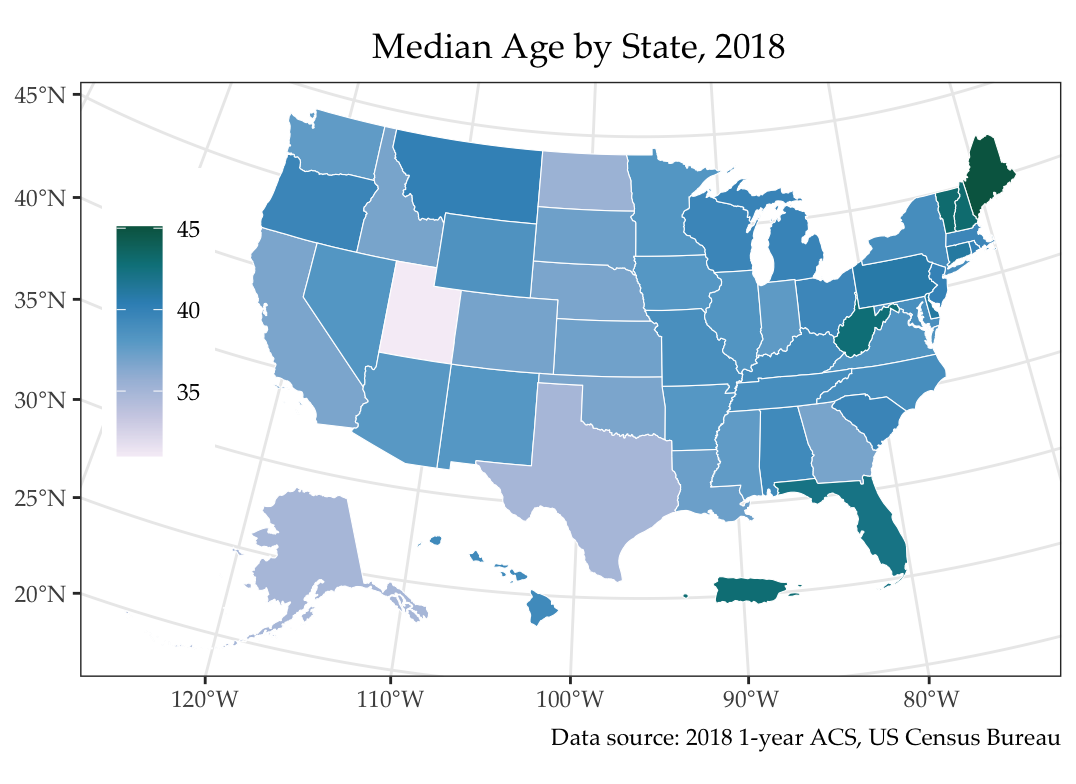 Median Age by State, 2018
45°N
40°N
35°N
30°N
25°N
20°N
45
40
35
120°W 110°W 100°W 90°W 80°W
Data source: 2018 1-year ACS, US Census Bureau